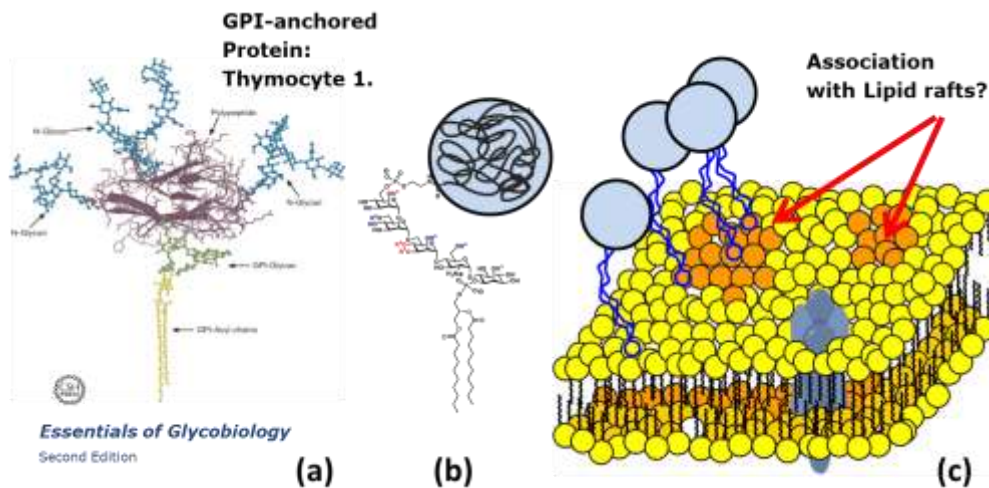 GPI-anchored
Protein:
Thymocyte 1.
Polypeptide
N-Glycan
N-Glycan
N-Glycan
GPI-Glycan
GPI-Acyl chains
Essentials of Glycobiology
Second Edition
(a)
(b)
Association
with Lipid rafts?
(c)